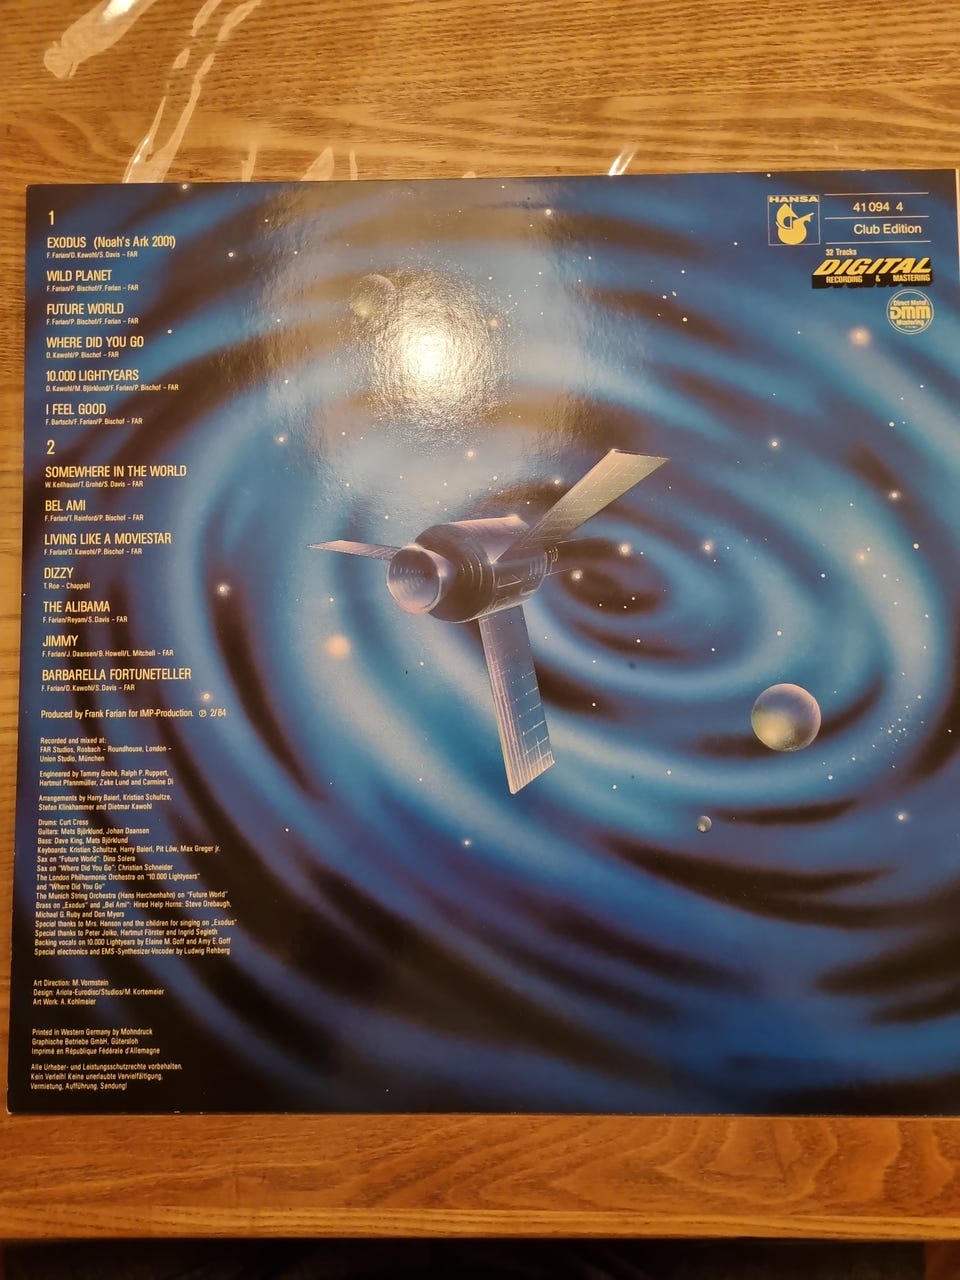 1
EXODUS (Noah's Ark 2001)
F. Farian/D. Kawohl/S. Davis – FAR
WILD PLANET
F. Farian/P. Bischof/F. Farian – FAR
FUTURE WORLD
F. Farian/P. Bischof/F. Farian – FAR
WHERE DID YOU GO
D. Kawohl/P. Bischof – FAR
10.000 LIGHTYEARS
D. Kawohl/M. Björklund/F. Farian/P. Bischof – FAR
I FEEL GOOD
F. Bartsch/F. Farian/P. Bischof – FAR
2
SOMEWHERE IN THE WORLD
W. Keilhauer/T. Grohé/S. Davis – FAR
BEL AMI
F. Farian/T. Rainford/P. Bischof – FAR
LIVING LIKE A MOVIESTAR
F. Farian/D. Kawohl/P. Bischof – FAR
DIZZY
T. Roe – Chappell
THE ALIBAMA
F. Farian/Reyam/S. Davis – FAR
JIMMY
F. Farian/J. Daansen/B. Howell/L. Mitchell – FAR
BARBARELLA FORTUNETELLER
F. Farian/D. Kawohl/S. Davis – FAR
Produced by Frank Farian for IMP-Production. ℗ 2/84
Recorded and mixed at:
FAR Studios, Rosbach – Roundhouse, London –
Union Studio, München
Engineered by Tammy Grohé, Ralph P. Ruppert,
Hartmut Pfannmüller, Zeke Lund and Carmine Di
Arrangements by Harry Baierl, Kristian Schultze,
Stefan Klinkhammer and Dietmar Kawohl
Drums: Curt Cress
Guitars: Mats Björklund, Johan Daansen
Bass: Dave King, Mats Björklund
Keyboards: Kristian Schultze, Harry Baierl, Pit Löw, Max Greger jr.
Sax on "Future World": Dino Solera
Sax on "Where Did You Go": Christian Schneider
The London Philharmonic Orchestra on "10.000 Lightyears"
and "Where Did You Go"
The Munich String Orchestra (Hans Herchenhahn) on "Future World"
Brass on „Exodus" and „Bel Ami": Hired Help Horns: Steve Orebaugh,
Michael G. Ruby and Don Myers
Special thanks to Mrs. Hanson and the children for singing on „Exodus"
Special thanks to Peter Jojko, Hartmut Förster and Ingrid Segieth
Backing vocals on 10.000 Lightyears by Elaine M. Goff and Amy E. Goff
Special electronics and EMS-Synthesizer-Vocoder by Ludwig Rehberg
Art Direction: M. Vormstein
Design: Ariola-Eurodisc/Studios/M. Kortemeier
Art Work: A. Kohlmeier
Printed in Western Germany by Mohndruck
Graphische Betriebe GmbH, Gütersloh
Imprimé en République Fédérale d'Allemagne
Alle Urheber- und Leistungsschutzrechte vorbehalten.
Kein Verleih! Keine unerlaubte Vervielfältigung,
Vermietung, Aufführung, Sendung!
HANSA
41 094 4
Club Edition
32 Tracks
DIGITAL
RECORDING & MASTERING
Direct Metal
DMM
Mastering